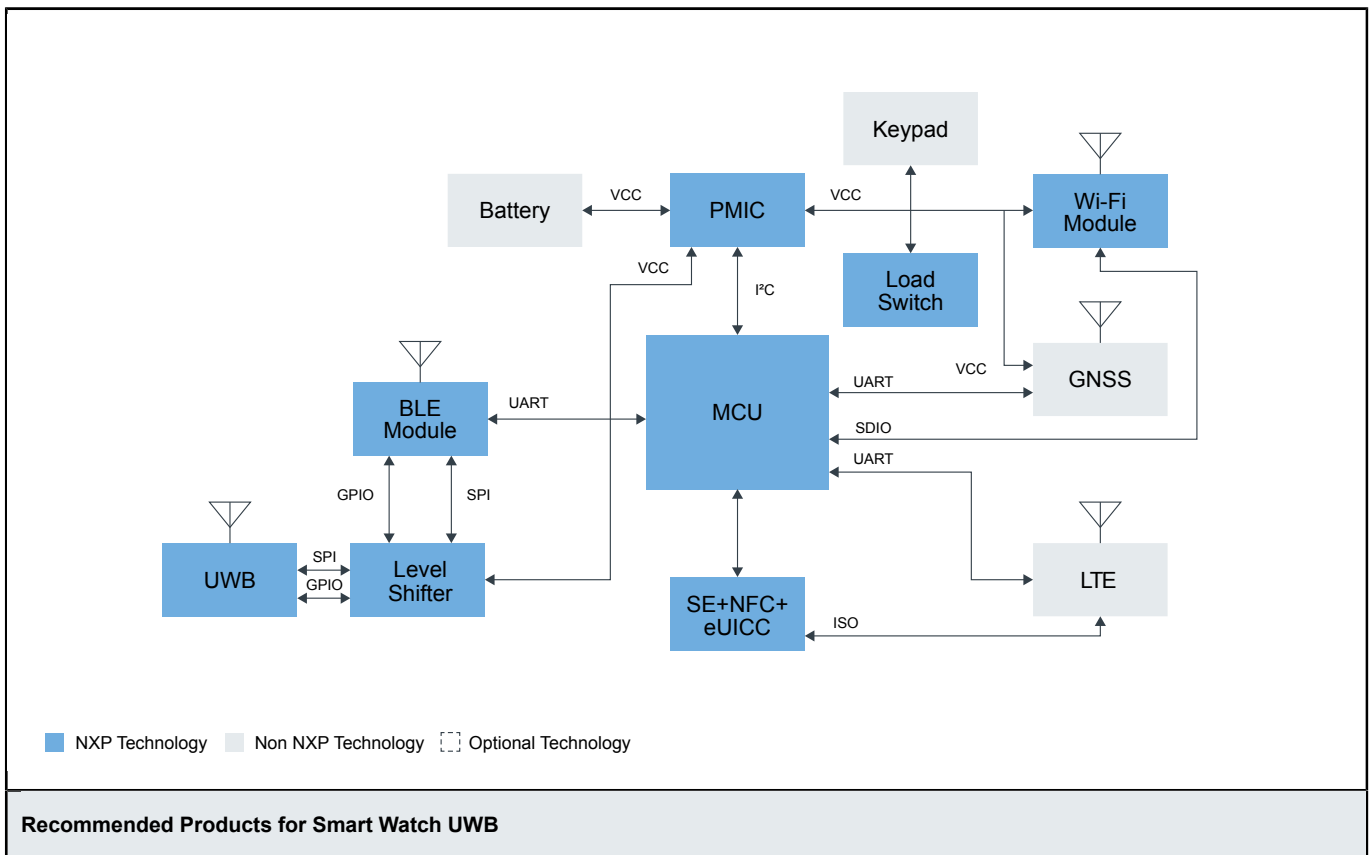 Keypad
Battery
VCC
PMIC
VCC
Wi-Fi
Module
VCC
I²C
Load
Switch
BLE
Module
UART
MCU
UART
VCC
GNSS
SDIO
UART
GPIO
SPI
UWB
SPI
GPIO
Level
Shifter
SE+NFC+
eUICC
ISO
LTE
NXP Technology
Non NXP Technology
Optional Technology
Recommended Products for Smart Watch UWB